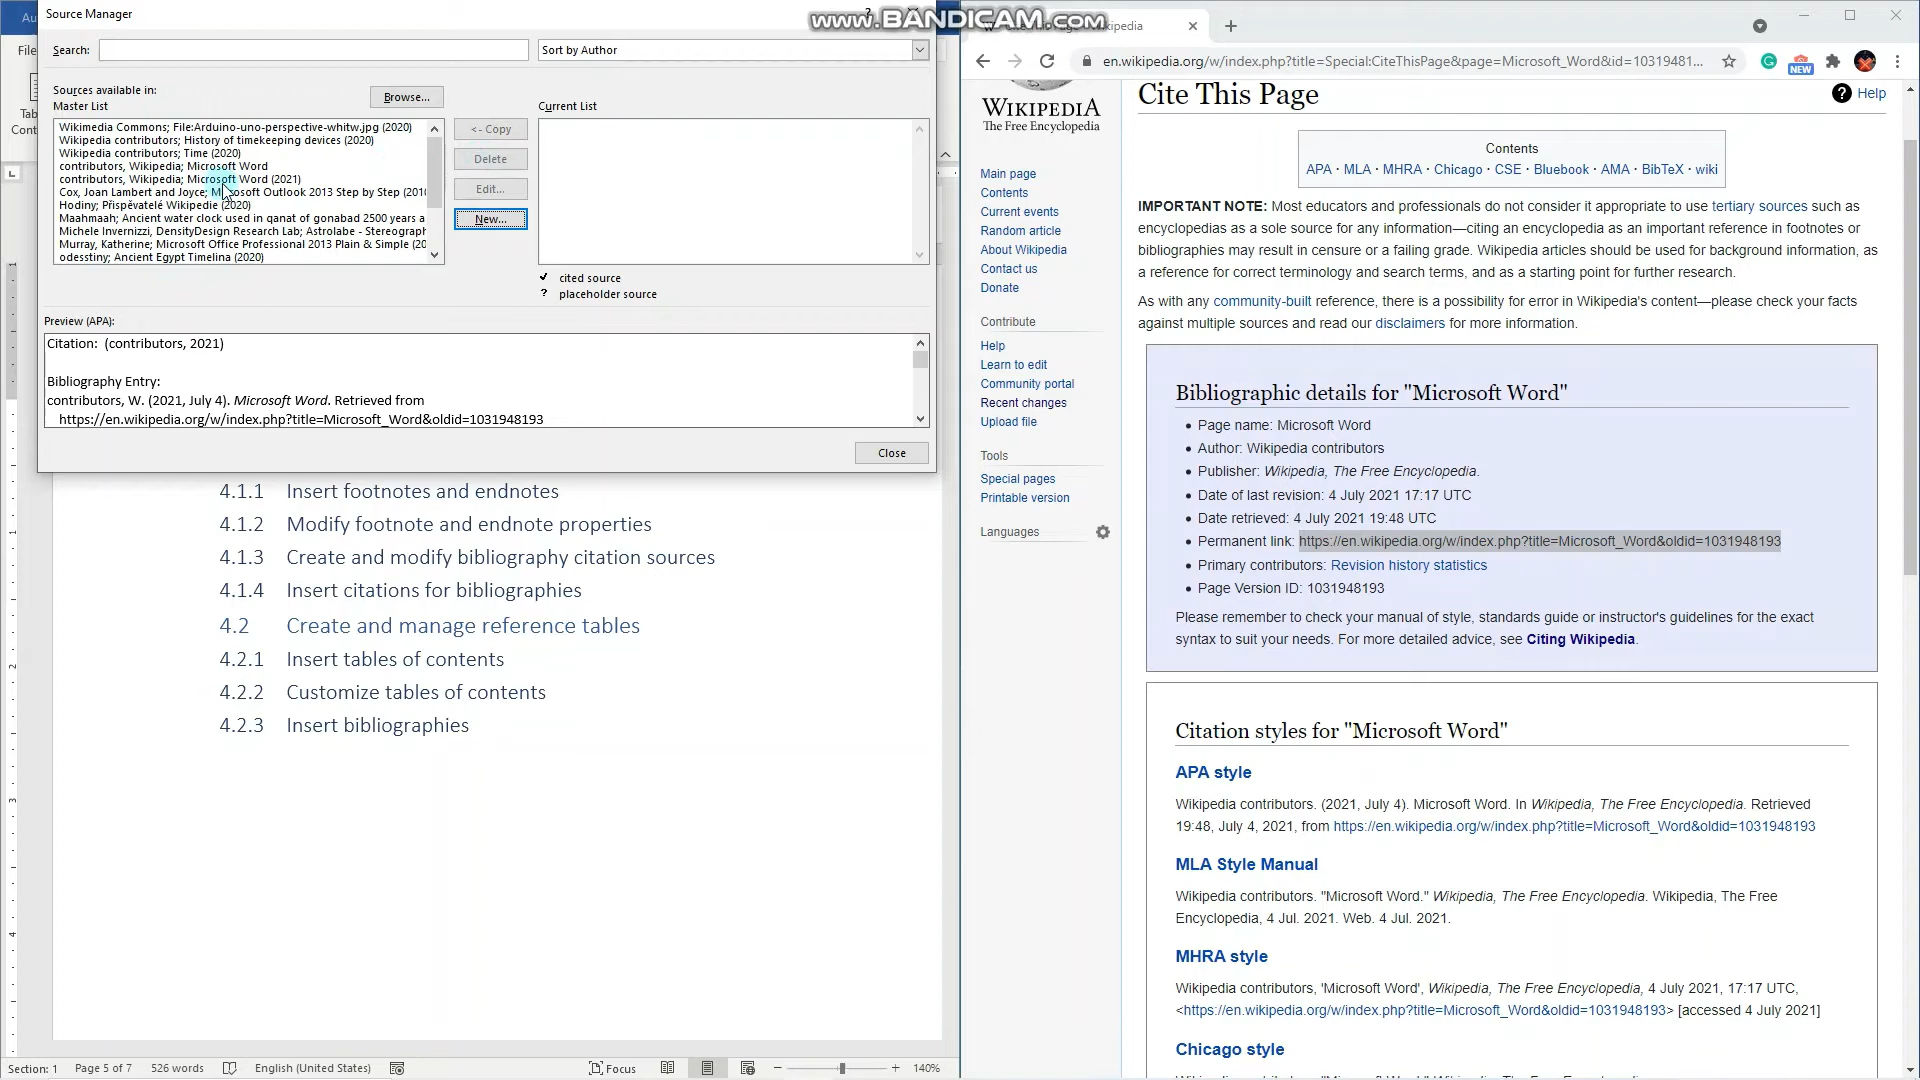 Source Manager
www.BANDICAM.com
File
Search:
Sort by Author
Sources available in:
Master List
Browse...
Current List
Wikimedia Commons; File:Arduino-uno-perspective-whitw.jpg (2020)
Wikipedia contributors; History of timekeeping devices (2020)
Wikipedia contributors; Time (2020)
contributors, Wikipedia; Microsoft Word
contributors, Wikipedia; Microsoft Word (2021)
Cox, Joan Lambert and Joyce; Microsoft Outlook 2013 Step by Step (201
Hodiny; Přispěvatelé Wikipedie (2020)
Maahmaah; Ancient water clock used in qanat of gonabad 2500 years a
Michele Invernizzi, DensityDesign Research Lab; Astrolabe - Stereograph
Murray, Katherine; Microsoft Office Professional 2013 Plain & Simple (20
odesstiny; Ancient Egypt Timelina (2020)
<- Copy
Delete
Edit...
New...
✓ cited source
? placeholder source
Preview (APA):
Citation: (contributors, 2021)
Bibliography Entry:
contributors, W. (2021, July 4). Microsoft Word. Retrieved from
https://en.wikipedia.org/w/index.php?title=Microsoft_Word&oldid=1031948193
Close
4.1.1 Insert footnotes and endnotes
4.1.2 Modify footnote and endnote properties
4.1.3 Create and modify bibliography citation sources
4.1.4 Insert citations for bibliographies
4.2 Create and manage reference tables
4.2.1 Insert tables of contents
4.2.2 Customize tables of contents
4.2.3 Insert bibliographies
Section: 1 Page 5 of 7 526 words English (United States) Focus 140%
en.wikipedia.org/w/index.php?title=Special:CiteThisPage&page=Microsoft_Word&id=10319481...
NEW
WIKIPEDIA
The Free Encyclopedia
Main page
Contents
Current events
Random article
About Wikipedia
Contact us
Donate
Contribute
Help
Learn to edit
Community portal
Recent changes
Upload file
Tools
Special pages
Printable version
Languages
Cite This Page
Help
Contents
APA · MLA · MHRA · Chicago · CSE · Bluebook · AMA · BibTeX · wiki
IMPORTANT NOTE: Most educators and professionals do not consider it appropriate to use tertiary sources such as
encyclopedias as a sole source for any information—citing an encyclopedia as an important reference in footnotes or
bibliographies may result in censure or a failing grade. Wikipedia articles should be used for background information, as
a reference for correct terminology and search terms, and as a starting point for further research.
As with any community-built reference, there is a possibility for error in Wikipedia's content—please check your facts
against multiple sources and read our disclaimers for more information.
Bibliographic details for "Microsoft Word"
Page name: Microsoft Word
Author: Wikipedia contributors
Publisher: Wikipedia, The Free Encyclopedia.
Date of last revision: 4 July 2021 17:17 UTC
Date retrieved: 4 July 2021 19:48 UTC
Permanent link: https://en.wikipedia.org/w/index.php?title=Microsoft_Word&oldid=1031948193
Primary contributors: Revision history statistics
Page Version ID: 1031948193
Please remember to check your manual of style, standards guide or instructor's guidelines for the exact
syntax to suit your needs. For more detailed advice, see Citing Wikipedia.
Citation styles for "Microsoft Word"
APA style
Wikipedia contributors. (2021, July 4). Microsoft Word. In Wikipedia, The Free Encyclopedia. Retrieved
19:48, July 4, 2021, from https://en.wikipedia.org/w/index.php?title=Microsoft_Word&oldid=1031948193
MLA Style Manual
Wikipedia contributors. "Microsoft Word." Wikipedia, The Free Encyclopedia. Wikipedia, The Free
Encyclopedia, 4 Jul. 2021. Web. 4 Jul. 2021.
MHRA style
Wikipedia contributors, 'Microsoft Word', Wikipedia, The Free Encyclopedia, 4 July 2021, 17:17 UTC,
<https://en.wikipedia.org/w/index.php?title=Microsoft_Word&oldid=1031948193> [accessed 4 July 2021]
Chicago style